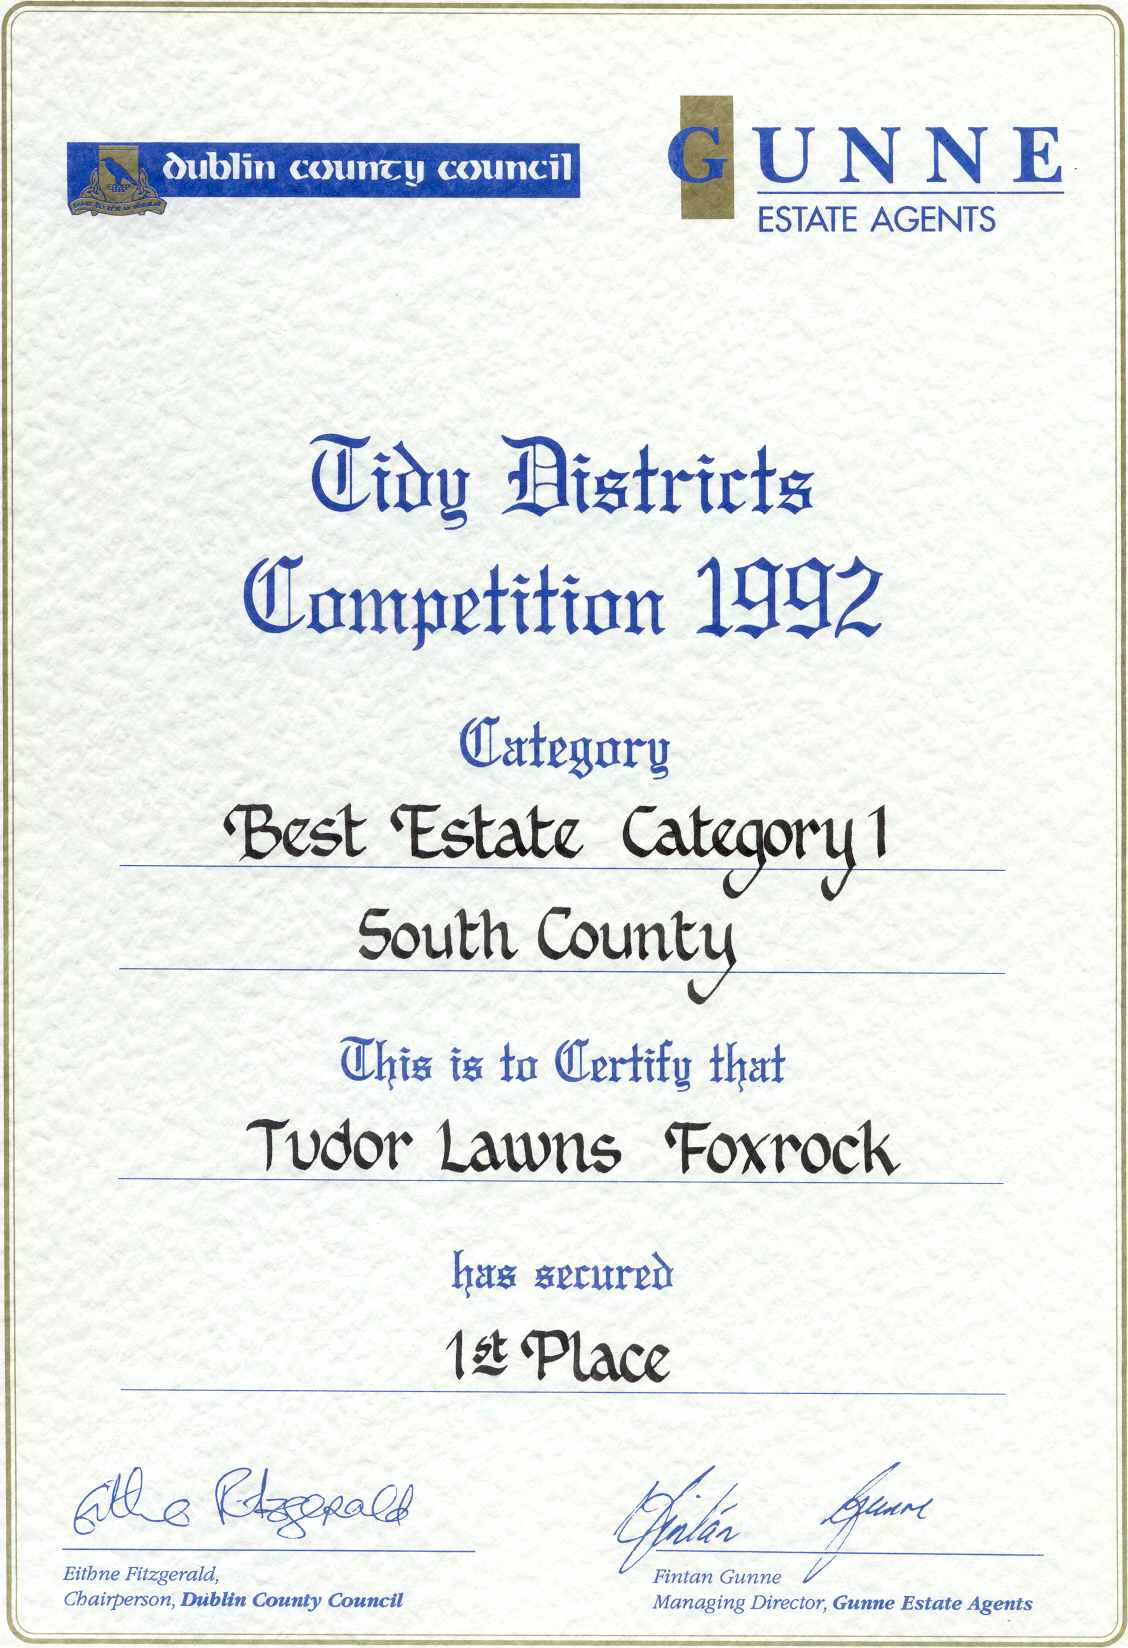 dublin county council
GUNNE
ESTATE AGENTS
Tidy Districts
Competition 1992
Category
Best Estate Category 1
South County
This is to Certify that
Tudor Lawns Foxrock
has secured
1st Place
Eithne Fitzgerald
Fintán Gunne
Eithne Fitzgerald,
Chairperson, Dublin County Council
Fintan Gunne
Managing Director, Gunne Estate Agents